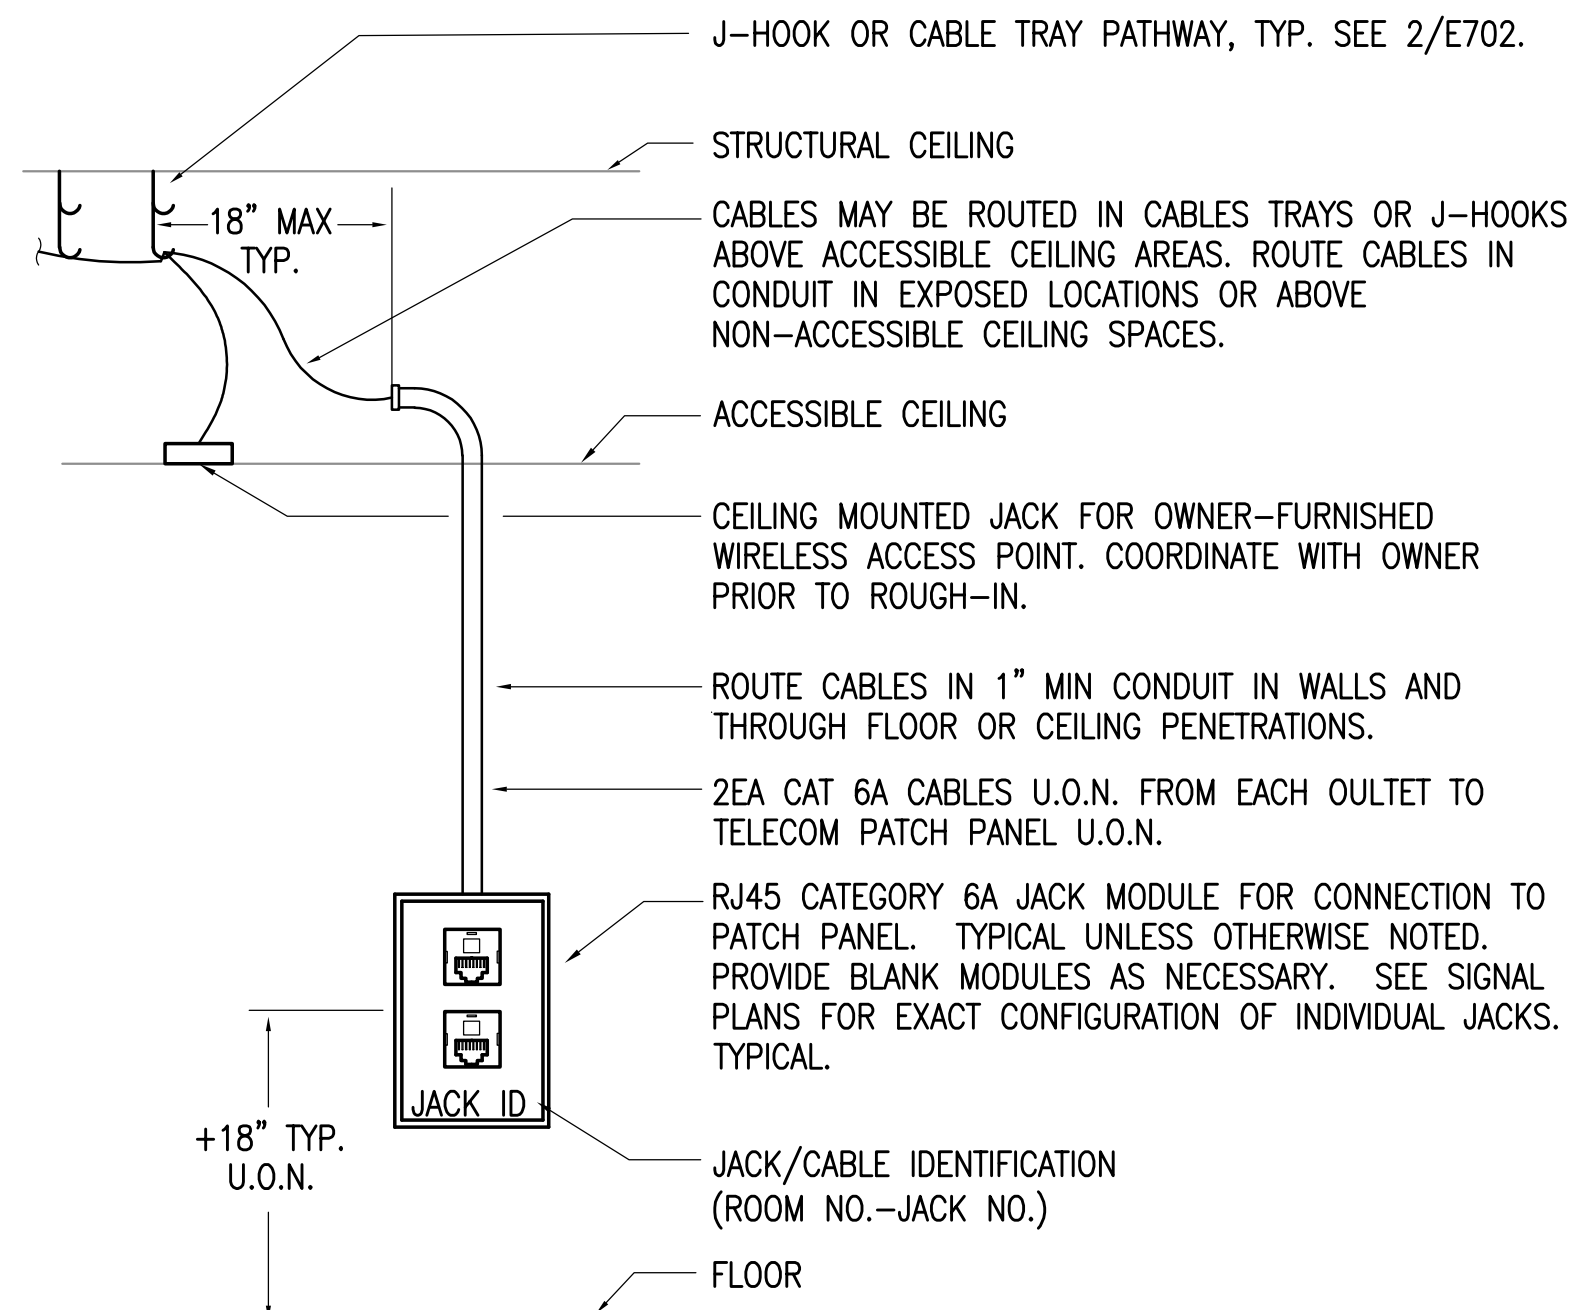 J-HOOK OR CABLE TRAY PATHWAY, TYP. SEE 2/E702.
STRUCTURAL CEILING
18" MAX
TYP.
CABLES MAY BE ROUTED IN CABLES TRAYS OR J-HOOKS
ABOVE ACCESSIBLE CEILING AREAS. ROUTE CABLES IN
CONDUIT IN EXPOSED LOCATIONS OR ABOVE
NON-ACCESSIBLE CEILING SPACES.
ACCESSIBLE CEILING
CEILING MOUNTED JACK FOR OWNER-FURNISHED
WIRELESS ACCESS POINT. COORDINATE WITH OWNER
PRIOR TO ROUGH-IN.
ROUTE CABLES IN 1" MIN CONDUIT IN WALLS AND
THROUGH FLOOR OR CEILING PENETRATIONS.
2EA CAT 6A CABLES U.O.N. FROM EACH OULTET TO
TELECOM PATCH PANEL U.O.N.
RJ45 CATEGORY 6A JACK MODULE FOR CONNECTION TO
PATCH PANEL. TYPICAL UNLESS OTHERWISE NOTED.
PROVIDE BLANK MODULES AS NECESSARY. SEE SIGNAL
PLANS FOR EXACT CONFIGURATION OF INDIVIDUAL JACKS.
TYPICAL.
JACK ID
+18" TYP.
U.O.N.
JACK/CABLE IDENTIFICATION
(ROOM NO.-JACK NO.)
FLOOR